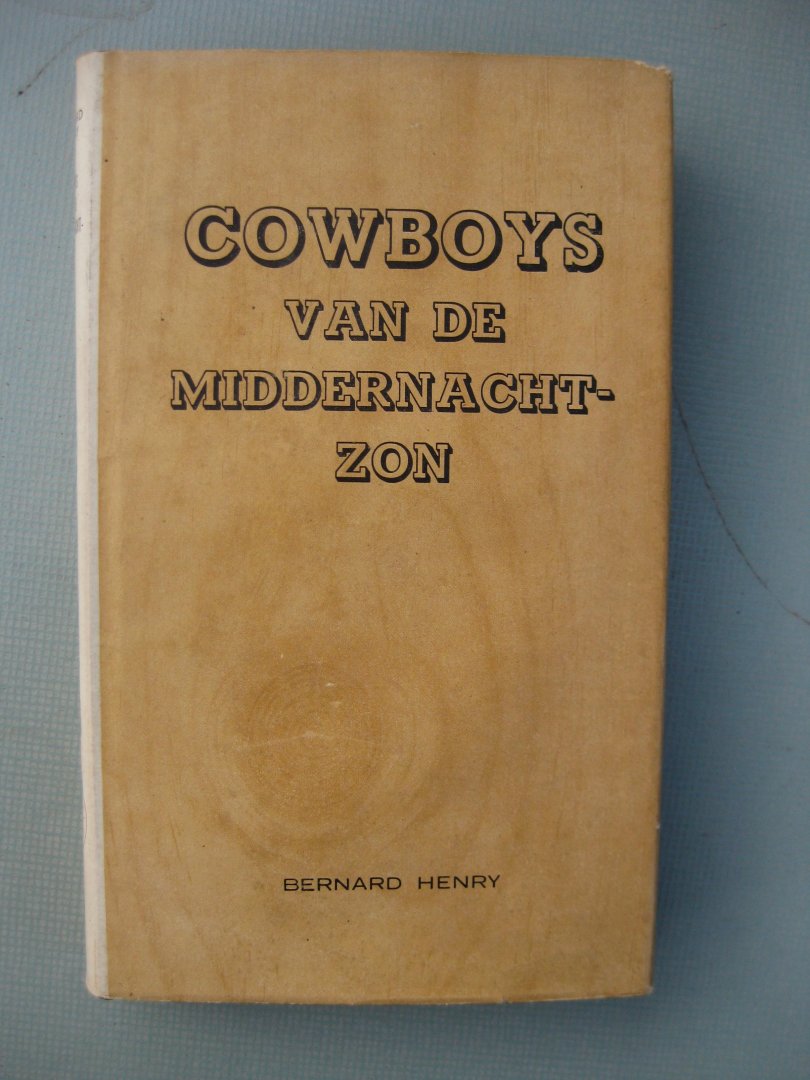 COWBOYS
VAN DE
MIDDERNACHT-
ZON
BERNARD HENRY